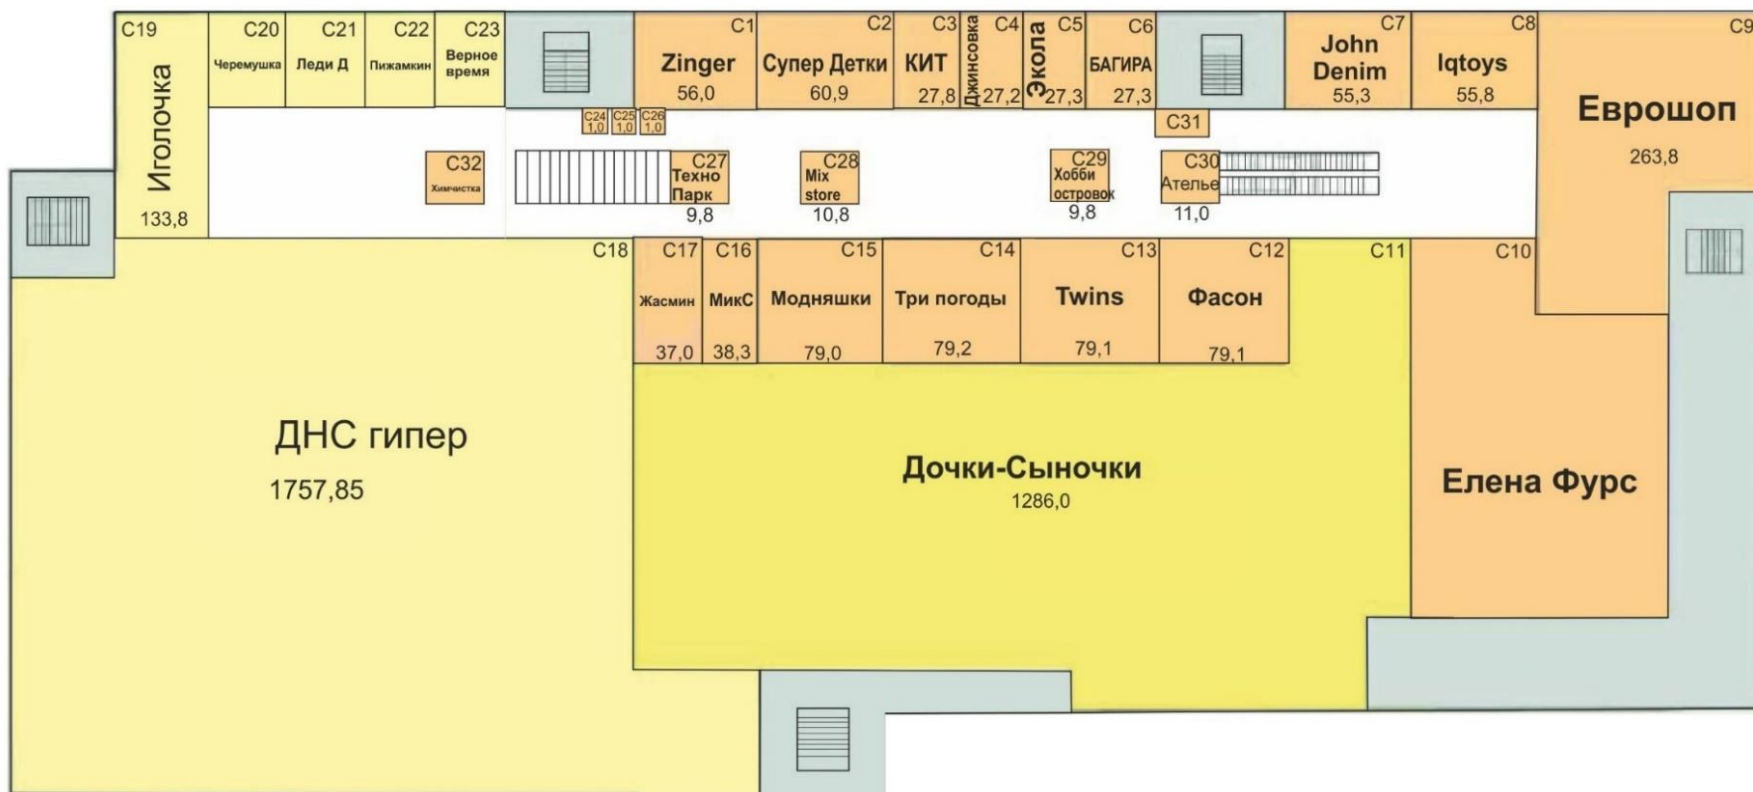 C19
Иголочка
133,8
C20
Черемушка
C21
Леди Д
C22
Пижамкин
C23
Верное
время
C1
Zinger
56,0
C2
Супер Детки
60,9
C3
КИТ
27,8
C4
Джинсовка
27,2
C5
Экола
27,3
C6
БАГИРА
27,3
C7
John
Denim
55,3
C8
Iqtoys
55,8
C9
Еврошоп
263,8
C24
1,0
C25
1,0
C26
1,0
C31
C32
Химчистка
C27
Техно
Парк
9,8
C28
Mix
store
10,8
C29
Хобби
островок
9,8
C30
Ателье
11,0
C18
ДНС гипер
1757,85
C17
Жасмин
37,0
C16
МикС
38,3
C15
Модняшки
79,0
C14
Три погоды
79,2
C13
Twins
79,1
C12
Фасон
79,1
C11
Дочки-Сыночки
1286,0
C10
Елена Фурс